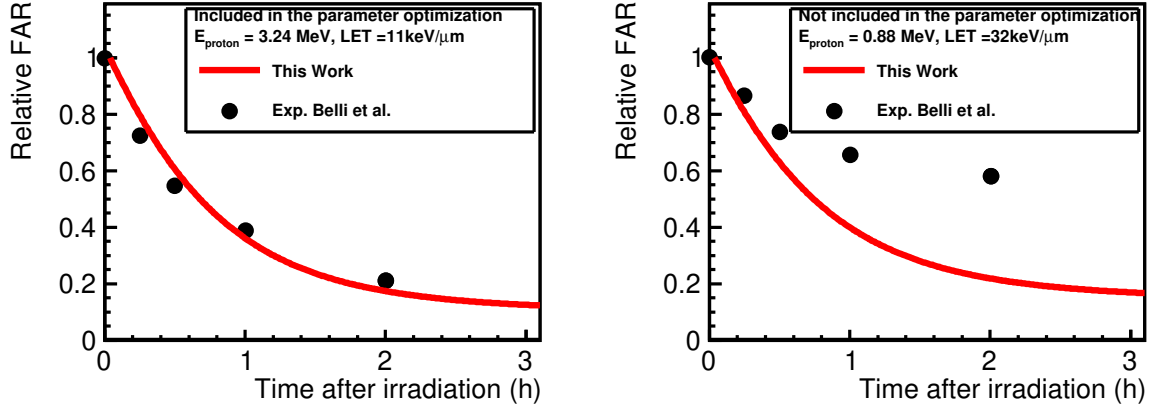 Included in the parameter optimization
E_proton = 3.24 MeV, LET =11keV/μm
This Work
Exp. Belli et al.
Relative FAR
1
0.8
0.6
0.4
0.2
0
0 1 2 3
Time after irradiation (h)
Not included in the parameter optimization
E_proton = 0.88 MeV, LET =32keV/μm
This Work
Exp. Belli et al.
Relative FAR
1
0.8
0.6
0.4
0.2
0
0 1 2 3
Time after irradiation (h)